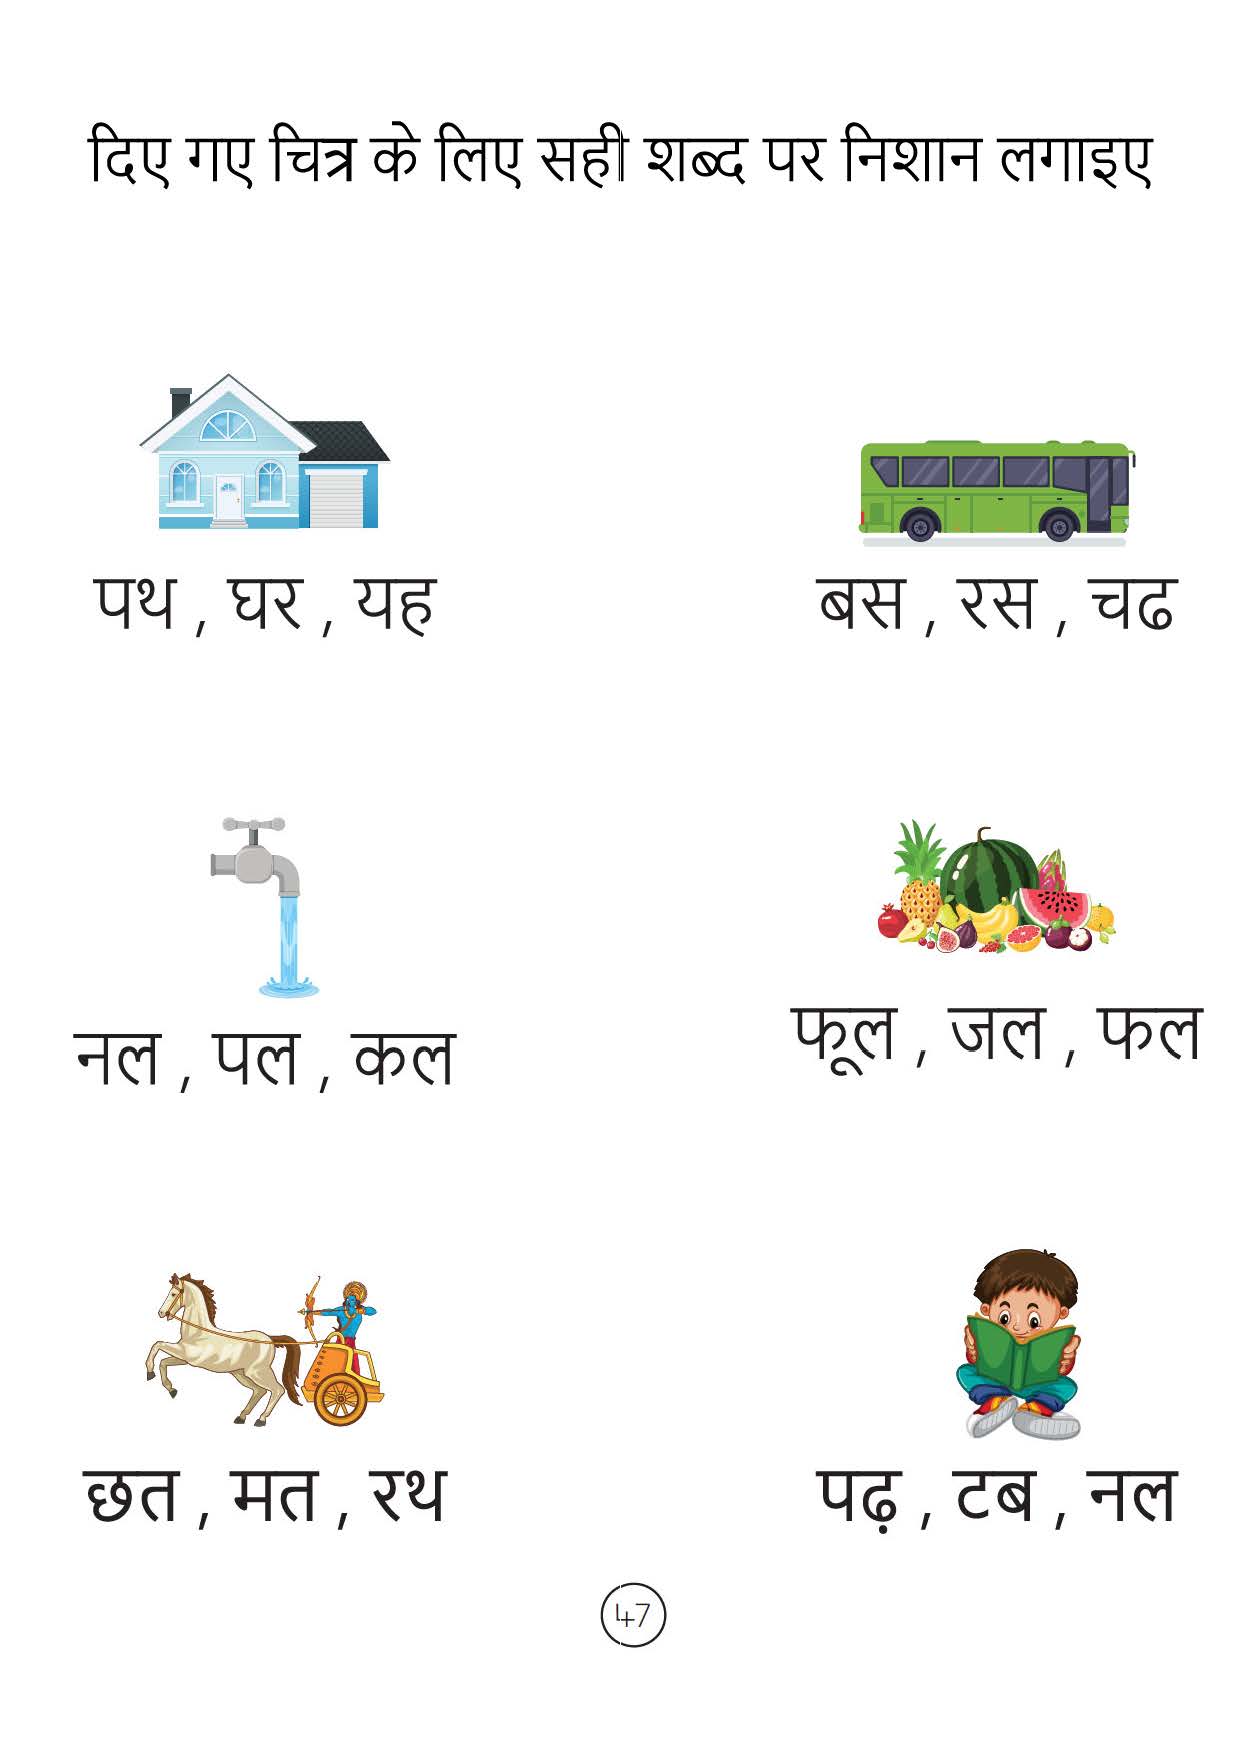 दिए गए चित्र के लिए सही शब्द पर निशान लगाइए
पथ , घर , यह
बस , रस , चढ
नल , पल , कल
फूल , जल , फल
छत , मत , रथ
पढ़ , टब , नल
47